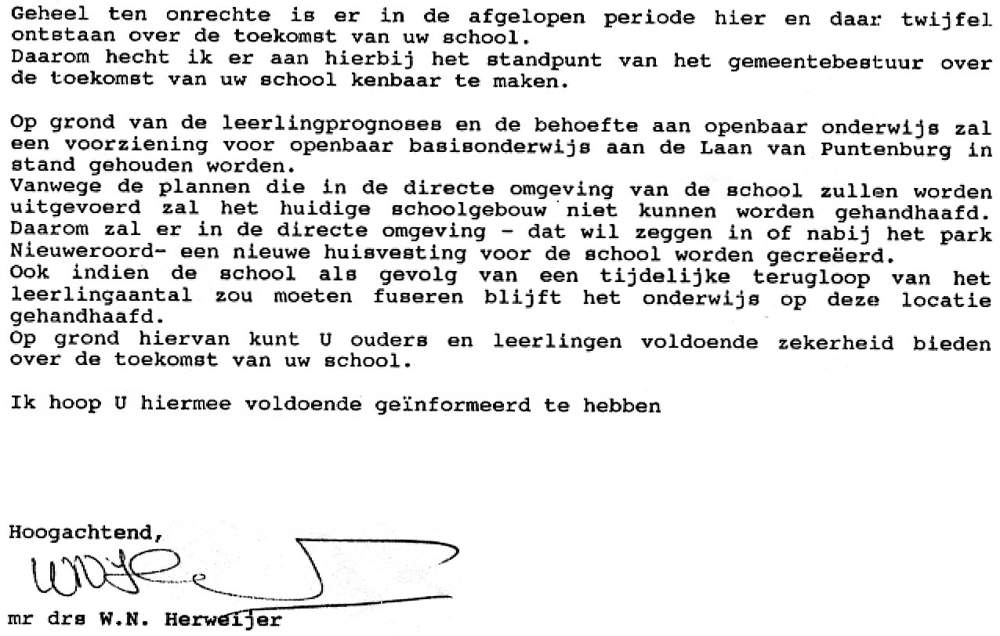 Geheel ten onrechte is er in de afgelopen periode hier en daar twijfel
ontstaan over de toekomst van uw school.
Daarom hecht ik er aan hierbij het standpunt van het gemeentebestuur over
de toekomst van uw school kenbaar te maken.
Op grond van de leerlingprognoses en de behoefte aan openbaar onderwijs zal
een voorziening voor openbaar basisonderwijs aan de Laan van Puntenburg in
stand gehouden worden.
Vanwege de plannen die in de directe omgeving van de school zullen worden
uitgevoerd zal het huidige schoolgebouw niet kunnen worden gehandhaafd.
Daarom zal er in de directe omgeving - dat wil zeggen in of nabij het park
Nieuweroord- een nieuwe huisvesting voor de school worden gecreëerd.
Ook indien de school als gevolg van een tijdelijke terugloop van het
leerlingaantal zou moeten fuseren blijft het onderwijs op deze locatie
gehandhaafd.
Op grond hiervan kunt U ouders en leerlingen voldoende zekerheid bieden
over de toekomst van uw school.
Ik hoop U hiermee voldoende geïnformeerd te hebben
Hoogachtend,
mr drs W.N. Herweijer